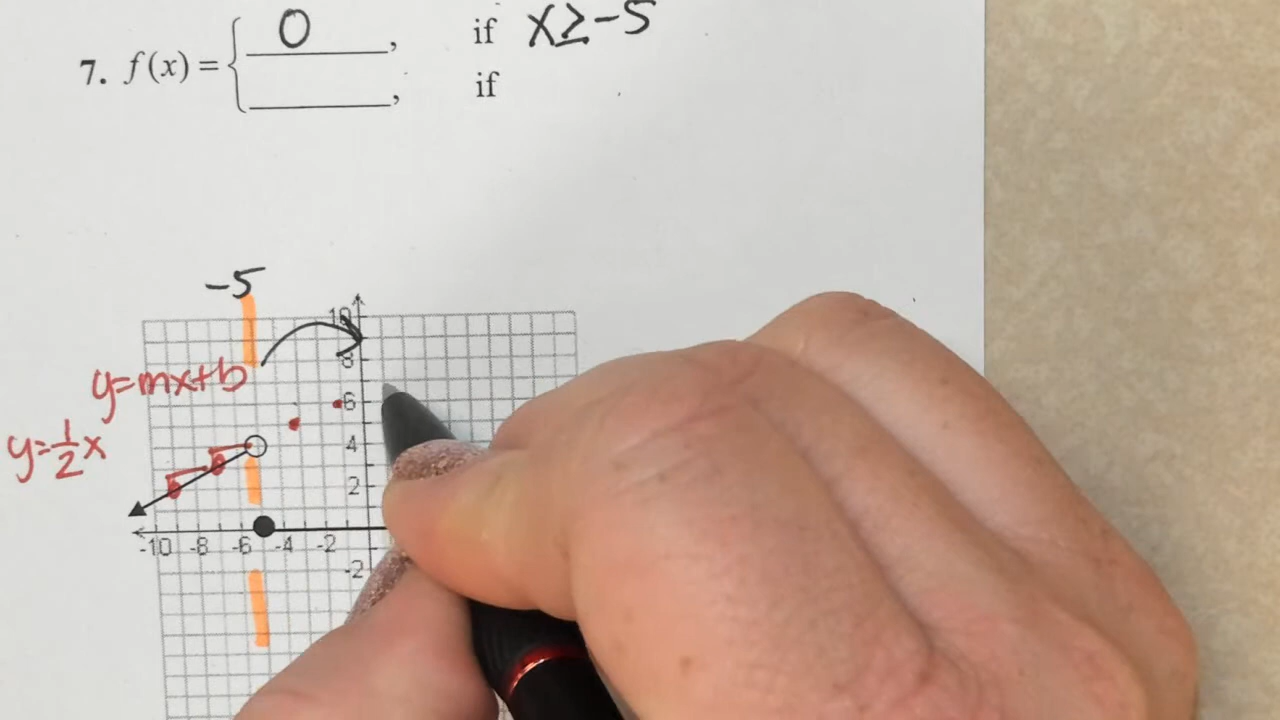 0, if x≥-5
7. f(x)={
____, if
-5
10
8
y=mx+b
6
y=1/2x
4
2
-10 -8 -6 -4 -2
-2